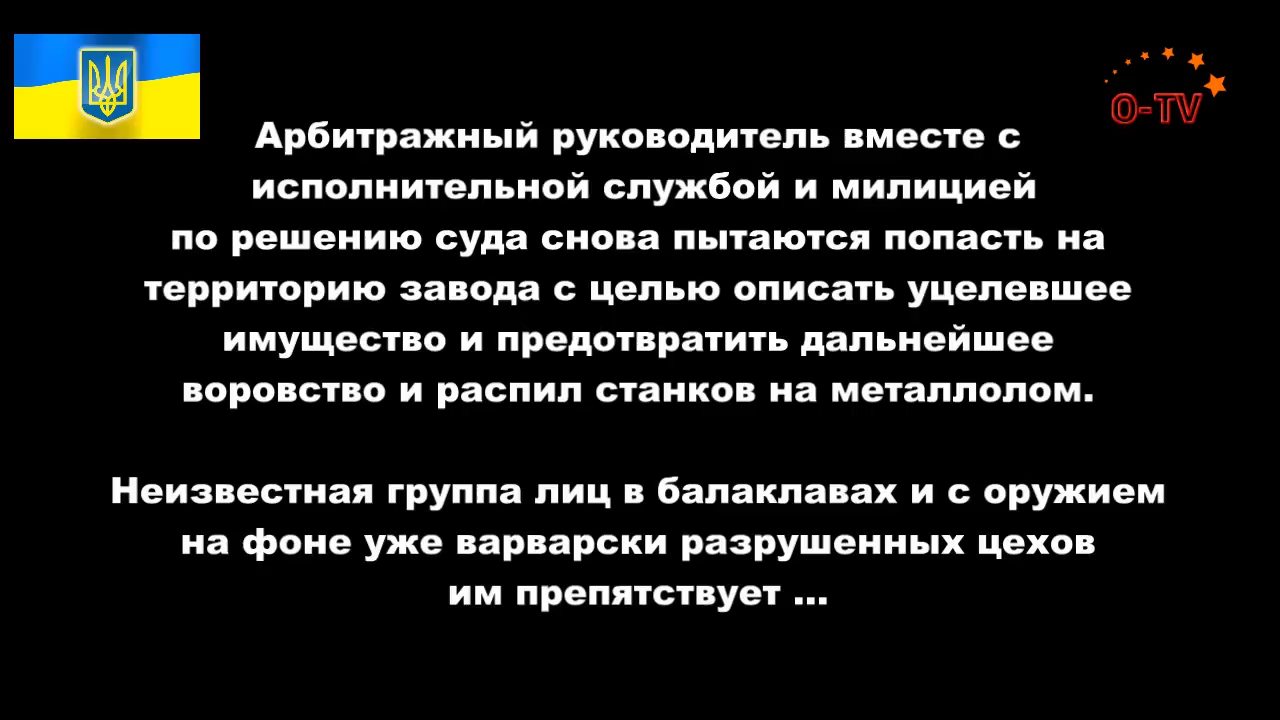 O-TV
Арбитражный руководитель вместе с
исполнительной службой и милицией
по решению суда снова пытаются попасть на
территорию завода с целью описать уцелевшее
имущество и предотвратить дальнейшее
воровство и распил станков на металлолом.
Неизвестная группа лиц в балаклавах и с оружием
на фоне уже варварски разрушенных цехов
им препятствует ...